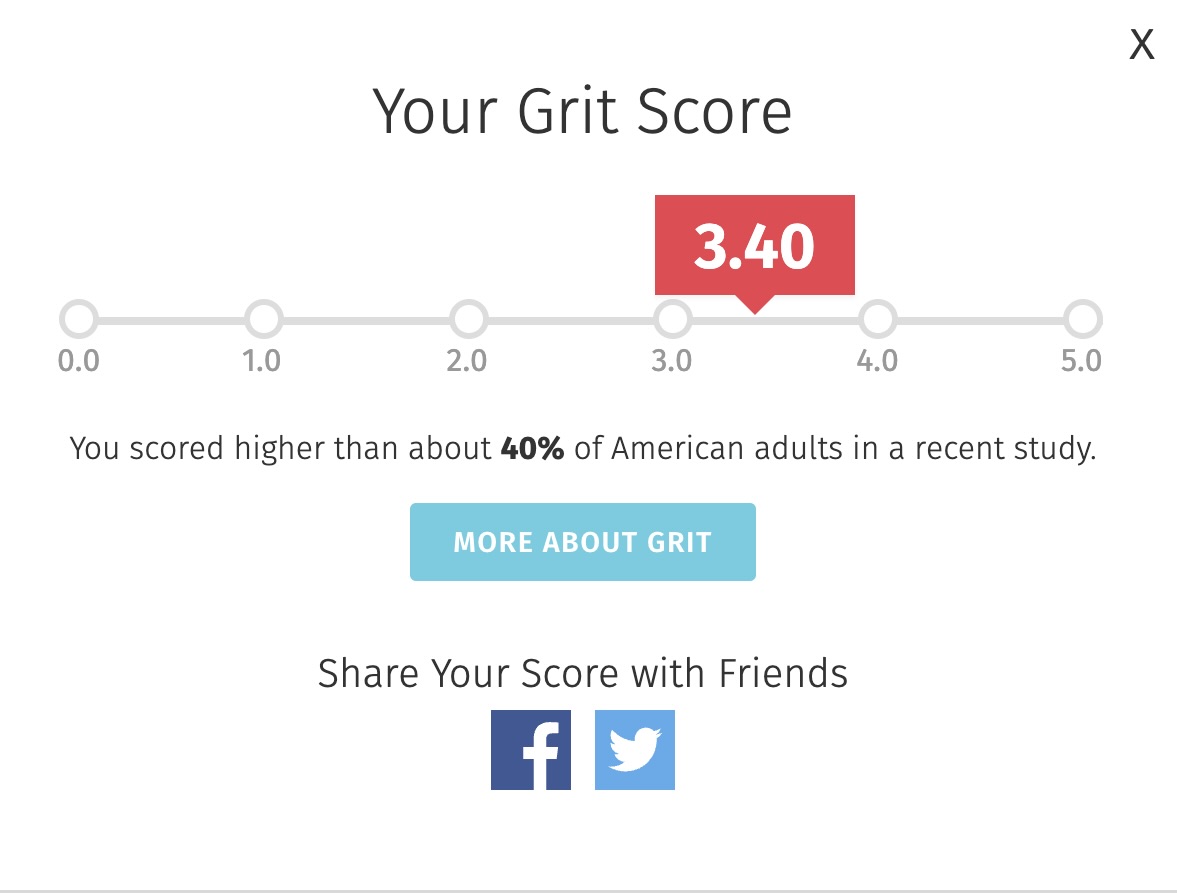 X
Your Grit Score
3.40
0.0 1.0 2.0 3.0 4.0 5.0
You scored higher than about 40% of American adults in a recent study.
MORE ABOUT GRIT
Share Your Score with Friends